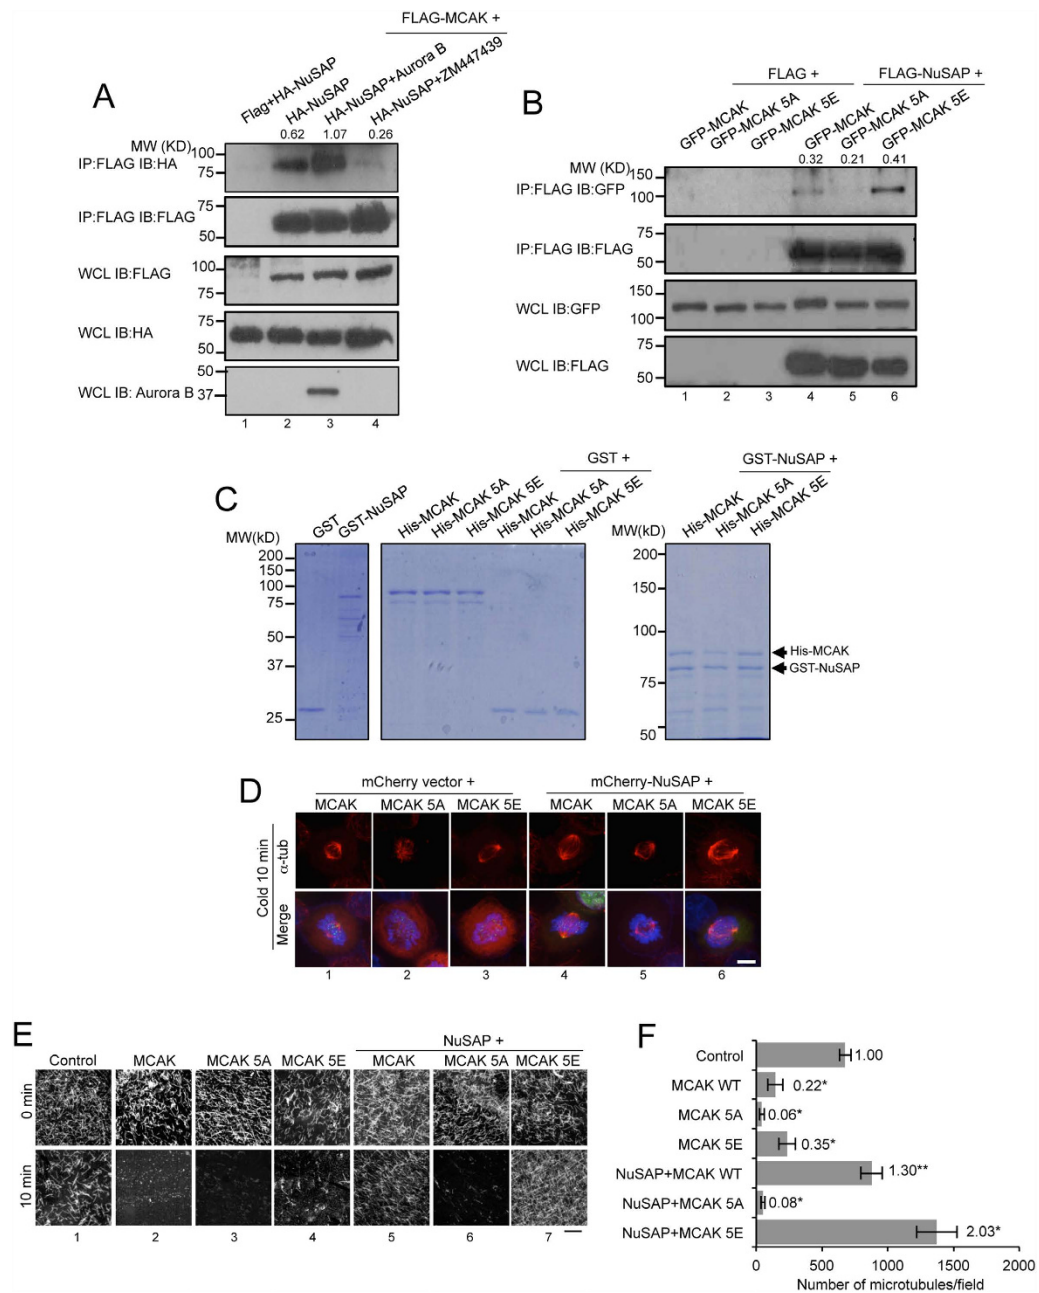 A
FLAG-MCAK +
Flag+HA-NuSAP
HA-NuSAP
HA-NuSAP+Aurora B
HA-NuSAP+ZM447439
0.62 1.07 0.26
MW (KD)
IP:FLAG IB:HA
100
75
IP:FLAG IB:FLAG
75
50
WCL IB:FLAG
100
75
WCL IB:HA
75
50
WCL IB: Aurora B
50
37
1 2 3 4
B
FLAG + FLAG-NuSAP +
GFP-MCAK
GFP-MCAK 5A
GFP-MCAK 5E
GFP-MCAK
GFP-MCAK 5A
GFP-MCAK 5E
0.32 0.21 0.41
MW (KD)
IP:FLAG IB:GFP
150
100
IP:FLAG IB:FLAG
75
50
WCL IB:GFP
150
100
WCL IB:FLAG
75
50
1 2 3 4 5 6
C
GST + GST-NuSAP +
GST
GST-NuSAP
His-MCAK
His-MCAK 5A
His-MCAK 5E
His-MCAK
His-MCAK 5A
His-MCAK 5E
His-MCAK
His-MCAK 5A
His-MCAK 5E
MW(kD)
200
150
100
75
50
37
25
MW(kD)
200
150
100
75
50
His-MCAK
GST-NuSAP
D
mCherry vector + mCherry-NuSAP +
MCAK MCAK 5A MCAK 5E MCAK MCAK 5A MCAK 5E
Cold 10 min
α-tub
Merge
1 2 3 4 5 6
E
NuSAP +
Control MCAK MCAK 5A MCAK 5E MCAK MCAK 5A MCAK 5E
0 min
10 min
1 2 3 4 5 6 7
F
Control 1.00
MCAK WT 0.22*
MCAK 5A 0.06*
MCAK 5E 0.35*
NuSAP+MCAK WT 1.30**
NuSAP+MCAK 5A 0.08*
NuSAP+MCAK 5E 2.03*
0 500 1000 1500 2000
Number of microtubules/field